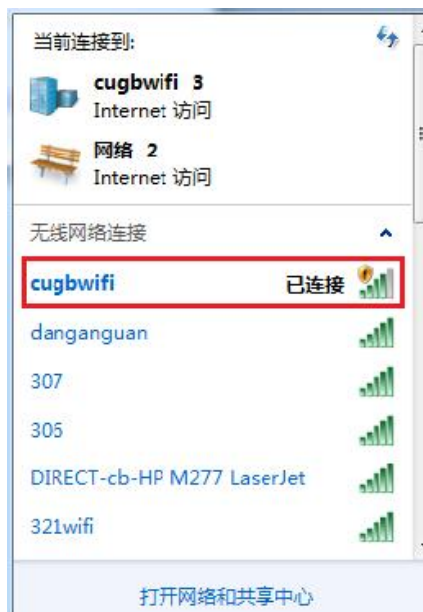 当前连接到:
cugbwifi 3
Internet 访问
网络 2
Internet 访问
无线网络连接
cugbwifi 已连接
danganguan
307
305
DIRECT-cb-HP M277 LaserJet
321wifi
打开网络和共享中心